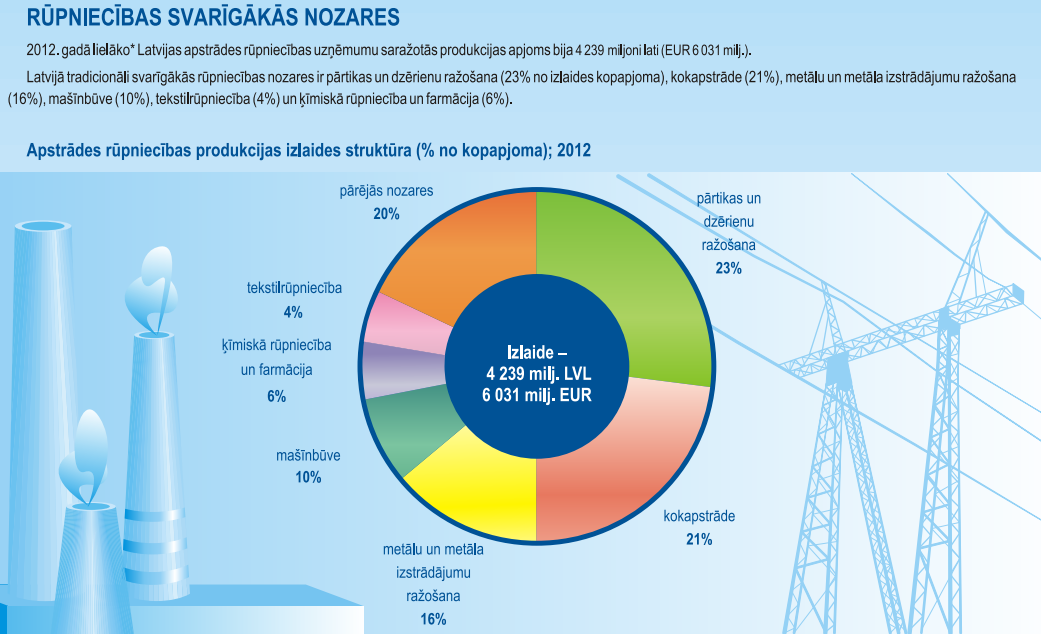 RŪPNIECĪBAS SVARĪGĀKĀS NOZARES
2012. gadā lielāko* Latvijas apstrādes rūpniecības uzņēmumu saražotās produkcijas apjoms bija 4 239 miljoni lati (EUR 6 031 milj.).
Latvijā tradicionāli svarīgākās rūpniecības nozares ir pārtikas un dzērienu ražošana (23% no izlaides kopapjoma), kokapstrāde (21%), metālu un metāla izstrādājumu ražošana
(16%), mašīnbūve (10%), tekstilrūpniecība (4%) un ķīmiskā rūpniecība un farmācija (6%).
Apstrādes rūpniecības produkcijas izlaides struktūra (% no kopapjoma); 2012
pārējās nozares
20%
pārtikas un
dzērienu
ražošana
23%
tekstilrūpniecība
4%
ķīmiskā rūpniecība
un farmācija
6%
Izlaide –
4 239 milj. LVL
6 031 milj. EUR
mašīnbūve
10%
kokapstrāde
21%
metālu un metāla
izstrādājumu
ražošana
16%